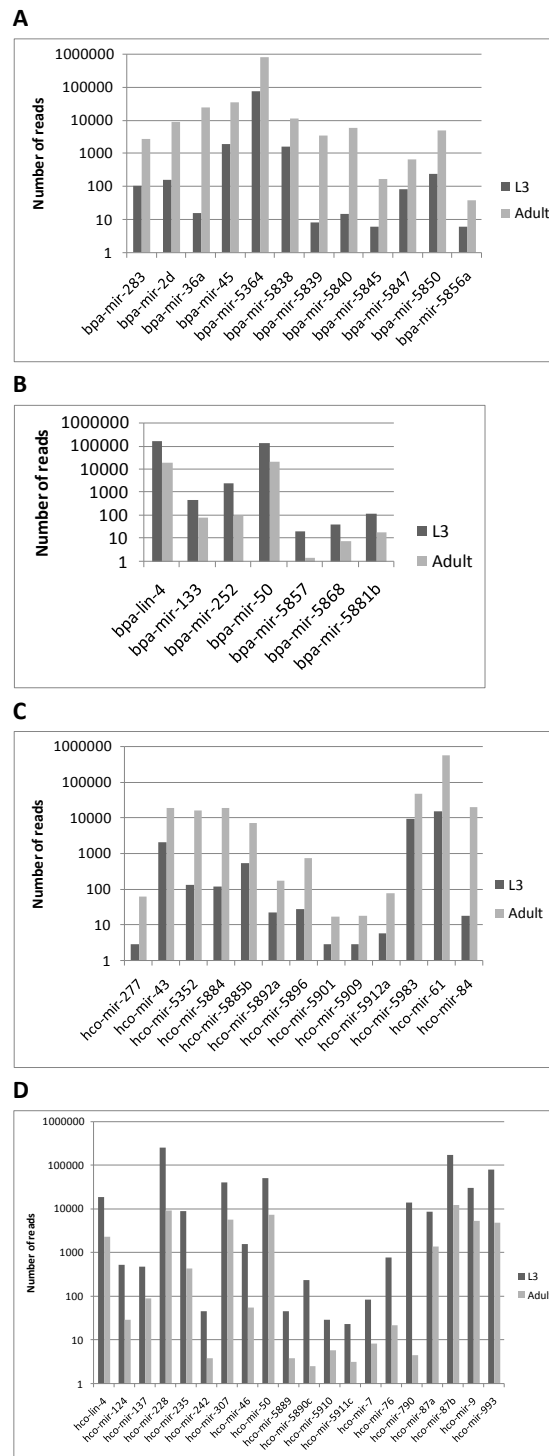 A
Number of reads
1000000
100000
10000
1000
100
10
1
bpa-mir-283
bpa-mir-2d
bpa-mir-36a
bpa-mir-45
bpa-mir-5364
bpa-mir-5838
bpa-mir-5839
bpa-mir-5840
bpa-mir-5845
bpa-mir-5847
bpa-mir-5850
bpa-mir-5856a
L3
Adult
B
Number of reads
1000000
100000
10000
1000
100
10
1
bpa-lin-4
bpa-mir-133
bpa-mir-252
bpa-mir-50
bpa-mir-5857
bpa-mir-5868
bpa-mir-5881b
L3
Adult
C
Number of reads
1000000
100000
10000
1000
100
10
1
hco-mir-277
hco-mir-43
hco-mir-5352
hco-mir-5884
hco-mir-5885b
hco-mir-5892a
hco-mir-5896
hco-mir-5901
hco-mir-5909
hco-mir-5912a
hco-mir-5983
hco-mir-61
hco-mir-84
L3
Adult
D
Number of reads
1000000
100000
10000
1000
100
10
1
hco-lin-4
hco-mir-124
hco-mir-137
hco-mir-228
hco-mir-235
hco-mir-242
hco-mir-307
hco-mir-46
hco-mir-50
hco-mir-5889
hco-mir-5890c
hco-mir-5910
hco-mir-5911c
hco-mir-7
hco-mir-76
hco-mir-790
hco-mir-87a
hco-mir-87b
hco-mir-9
hco-mir-993
L3
Adult